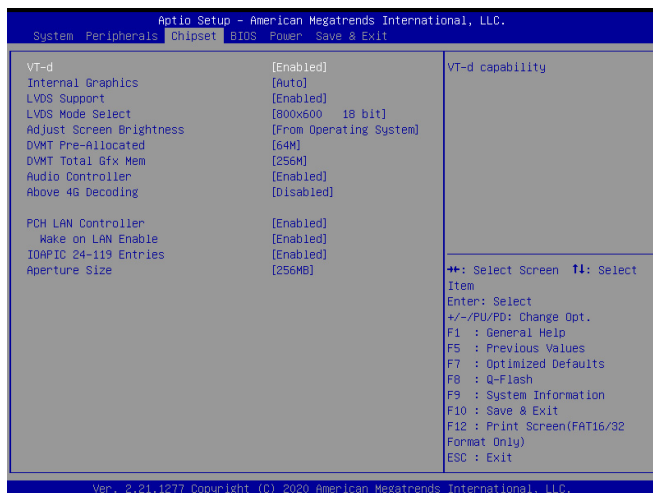 Aptio Setup - American Megatrends International, LLC.
System Peripherals Chipset BIOS Power Save & Exit
VT-d [Enabled] VT-d capability
Internal Graphics [Auto]
LVDS Support [Enabled]
LVDS Mode Select [800x600 18 bit]
Adjust Screen Brightness [From Operating System]
DVMT Pre-Allocated [64M]
DVMT Total Gfx Mem [256M]
Audio Controller [Enabled]
Above 4G Decoding [Disabled]
PCH LAN Controller [Enabled]
Wake on LAN Enable [Enabled]
IOAPIC 24-119 Entries [Enabled]
Aperture Size [256MB]
→←: Select Screen ↑↓: Select
Item
Enter: Select
+/-/PU/PD: Change Opt.
F1 : General Help
F5 : Previous Values
F7 : Optimized Defaults
F8 : Q-Flash
F9 : System Information
F10 : Save & Exit
F12 : Print Screen(FAT16/32
Format Only)
ESC : Exit
Ver. 2.21.1277 Copyright (C) 2020 American Megatrends International, LLC.